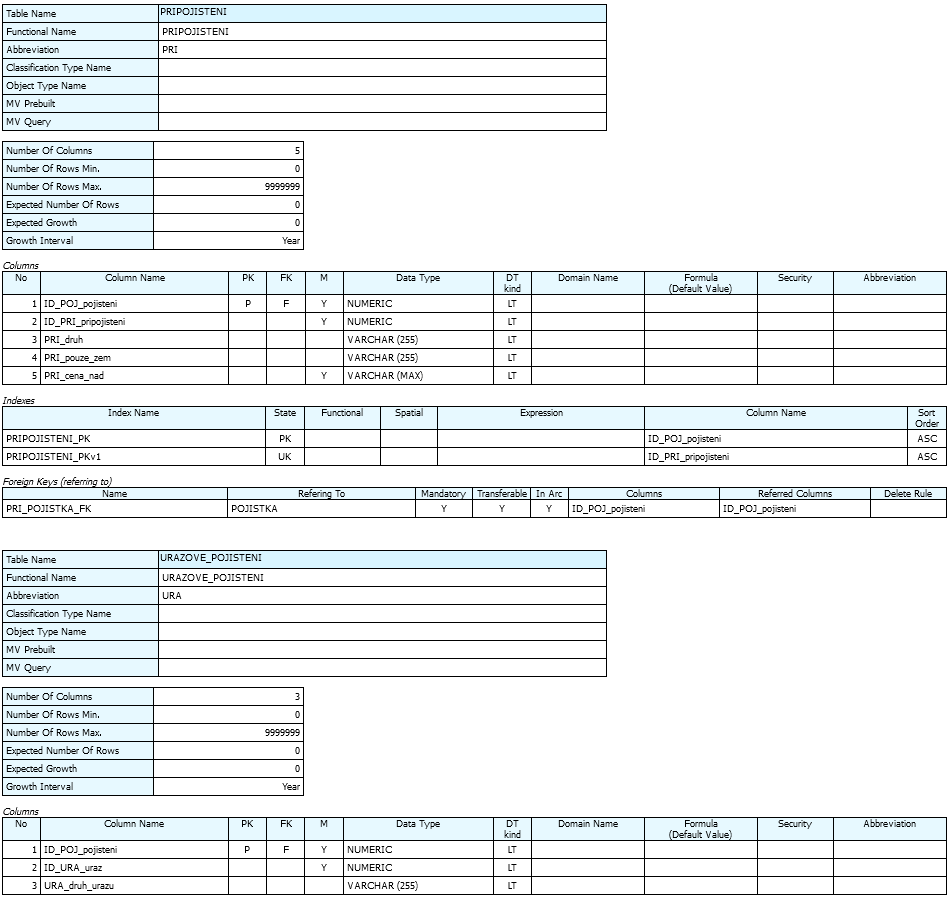 Table Name PRIPOJISTENI
Functional Name PRIPOJISTENI
Abbreviation PRI
Classification Type Name
Object Type Name
MV Prebuilt
MV Query
Number Of Columns 5
Number Of Rows Min. 0
Number Of Rows Max. 9999999
Expected Number Of Rows 0
Expected Growth 0
Growth Interval Year
Columns
No Column Name PK FK M Data Type DT kind Domain Name Formula (Default Value) Security Abbreviation
1 ID_POJ_pojisteni P F Y NUMERIC LT
2 ID_PRI_pripojisteni Y NUMERIC LT
3 PRI_druh VARCHAR (255) LT
4 PRI_pouze_zem VARCHAR (255) LT
5 PRI_cena_nad Y VARCHAR (MAX) LT
Indexes
Index Name State Functional Spatial Expression Column Name Sort Order
PRIPOJISTENI_PK PK ID_POJ_pojisteni ASC
PRIPOJISTENI_PKv1 UK ID_PRI_pripojisteni ASC
Foreign Keys (referring to)
Name Refering To Mandatory Transferable In Arc Columns Referred Columns Delete Rule
PRI_POJISTKA_FK POJISTKA Y Y Y ID_POJ_pojisteni ID_POJ_pojisteni
Table Name URAZOVE_POJISTENI
Functional Name URAZOVE_POJISTENI
Abbreviation URA
Classification Type Name
Object Type Name
MV Prebuilt
MV Query
Number Of Columns 3
Number Of Rows Min. 0
Number Of Rows Max. 9999999
Expected Number Of Rows 0
Expected Growth 0
Growth Interval Year
Columns
No Column Name PK FK M Data Type DT kind Domain Name Formula (Default Value) Security Abbreviation
1 ID_POJ_pojisteni P F Y NUMERIC LT
2 ID_URA_uraz Y NUMERIC LT
3 URA_druh_urazu VARCHAR (255) LT